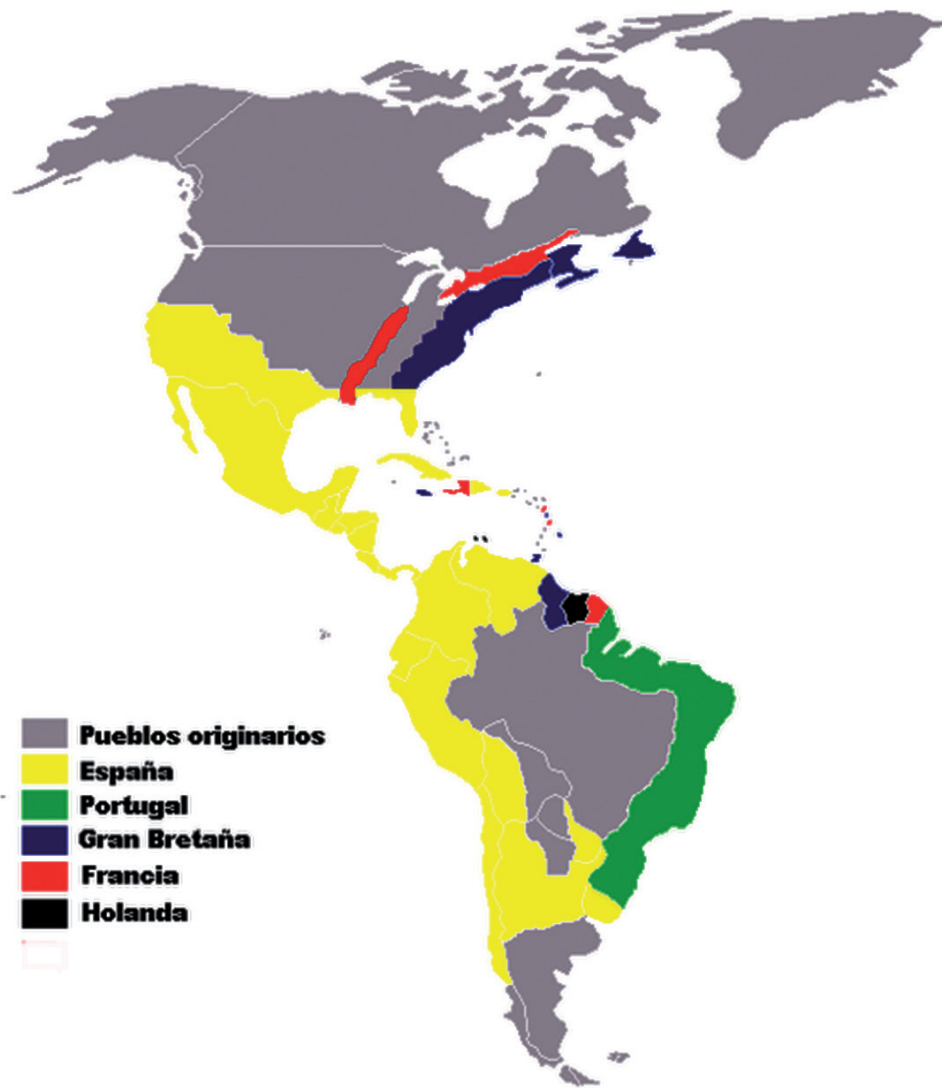 Pueblos originarios
España
Portugal
Gran Bretaña
Francia
Holanda